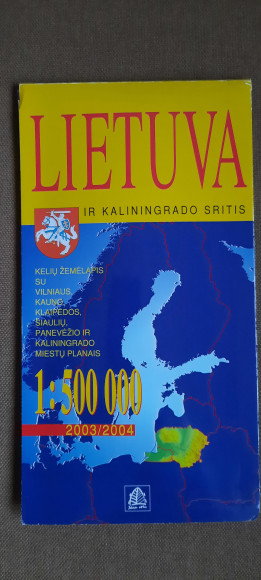 LIETUVA
IR KALININGRADO SRITIS
KELIŲ ŽEMĖLAPIS
SU
VILNIAUS,
KAUNO,
KLAIPĖDOS,
ŠIAULIŲ,
PANEVĖŽIO IR
KALININGRADO
MIESTŲ PLANAIS
1:500 000
2003/2004